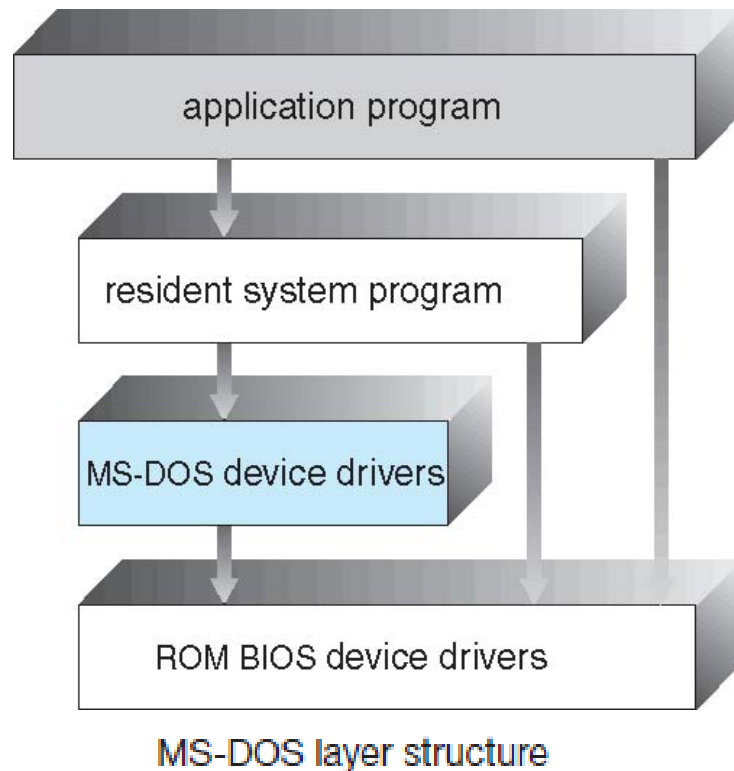 application program
resident system program
MS-DOS device drivers
ROM BIOS device drivers
MS-DOS layer structure